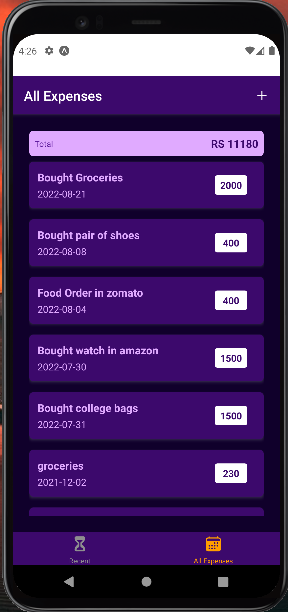 4:26
All Expenses
Total RS 11180
Bought Groceries
2022-08-21
2000
Bought pair of shoes
2022-08-08
400
Food Order in zomato
2022-08-04
400
Bought watch in amazon
2022-07-30
1500
Bought college bags
2022-07-31
1500
groceries
2021-12-02
230
Recent All Expenses